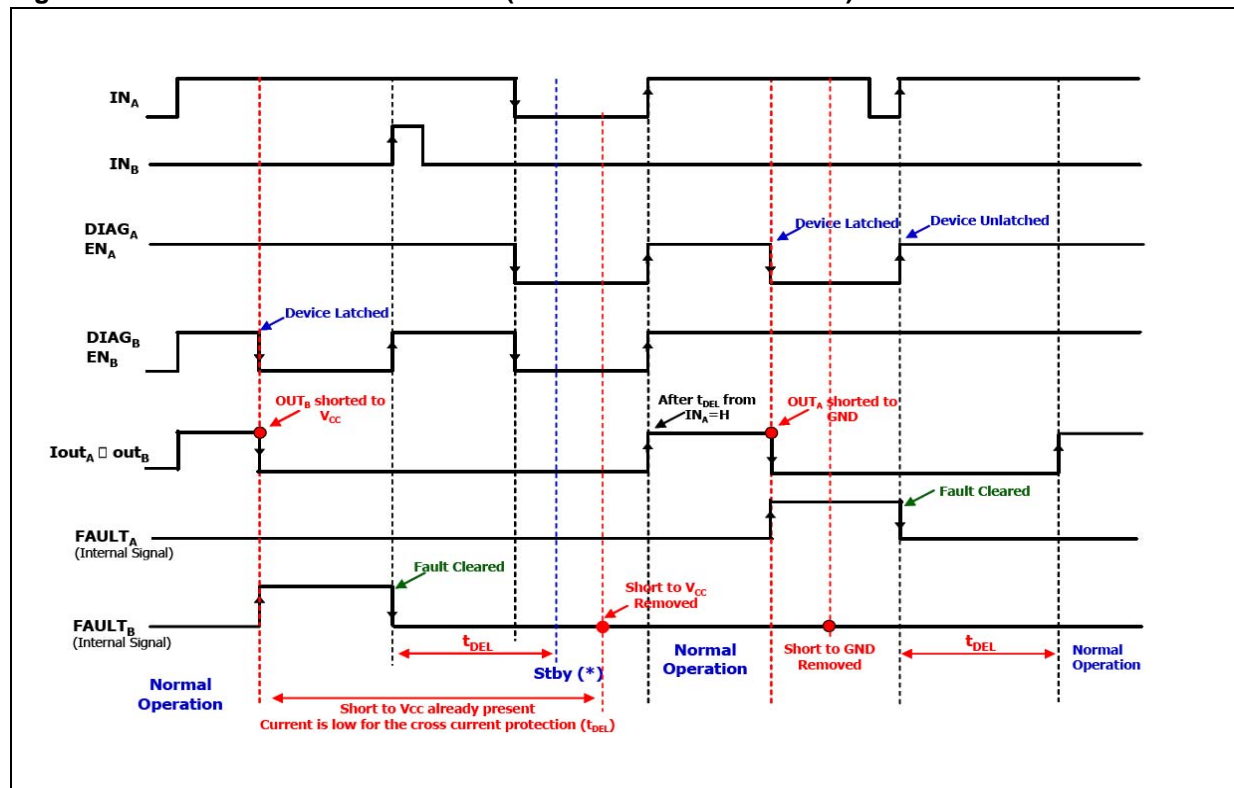 IN_A
IN_B
DIAG_A
EN_A
Device Latched
Device Unlatched
DIAG_B
EN_B
Device Latched
OUT_B shorted to
V_CC
After t_DEL from
IN_A=H
OUT_A shorted to
GND
Iout_A □ out_B
Fault Cleared
FAULT_A
(Internal Signal)
Fault Cleared
Short to V_CC
Removed
FAULT_B
(Internal Signal)
t_DEL
Stby (*)
Normal
Operation
Short to GND
Removed
t_DEL
Normal
Operation
Normal
Operation
Short to Vcc already present
Current is low for the cross current protection (t_DEL)